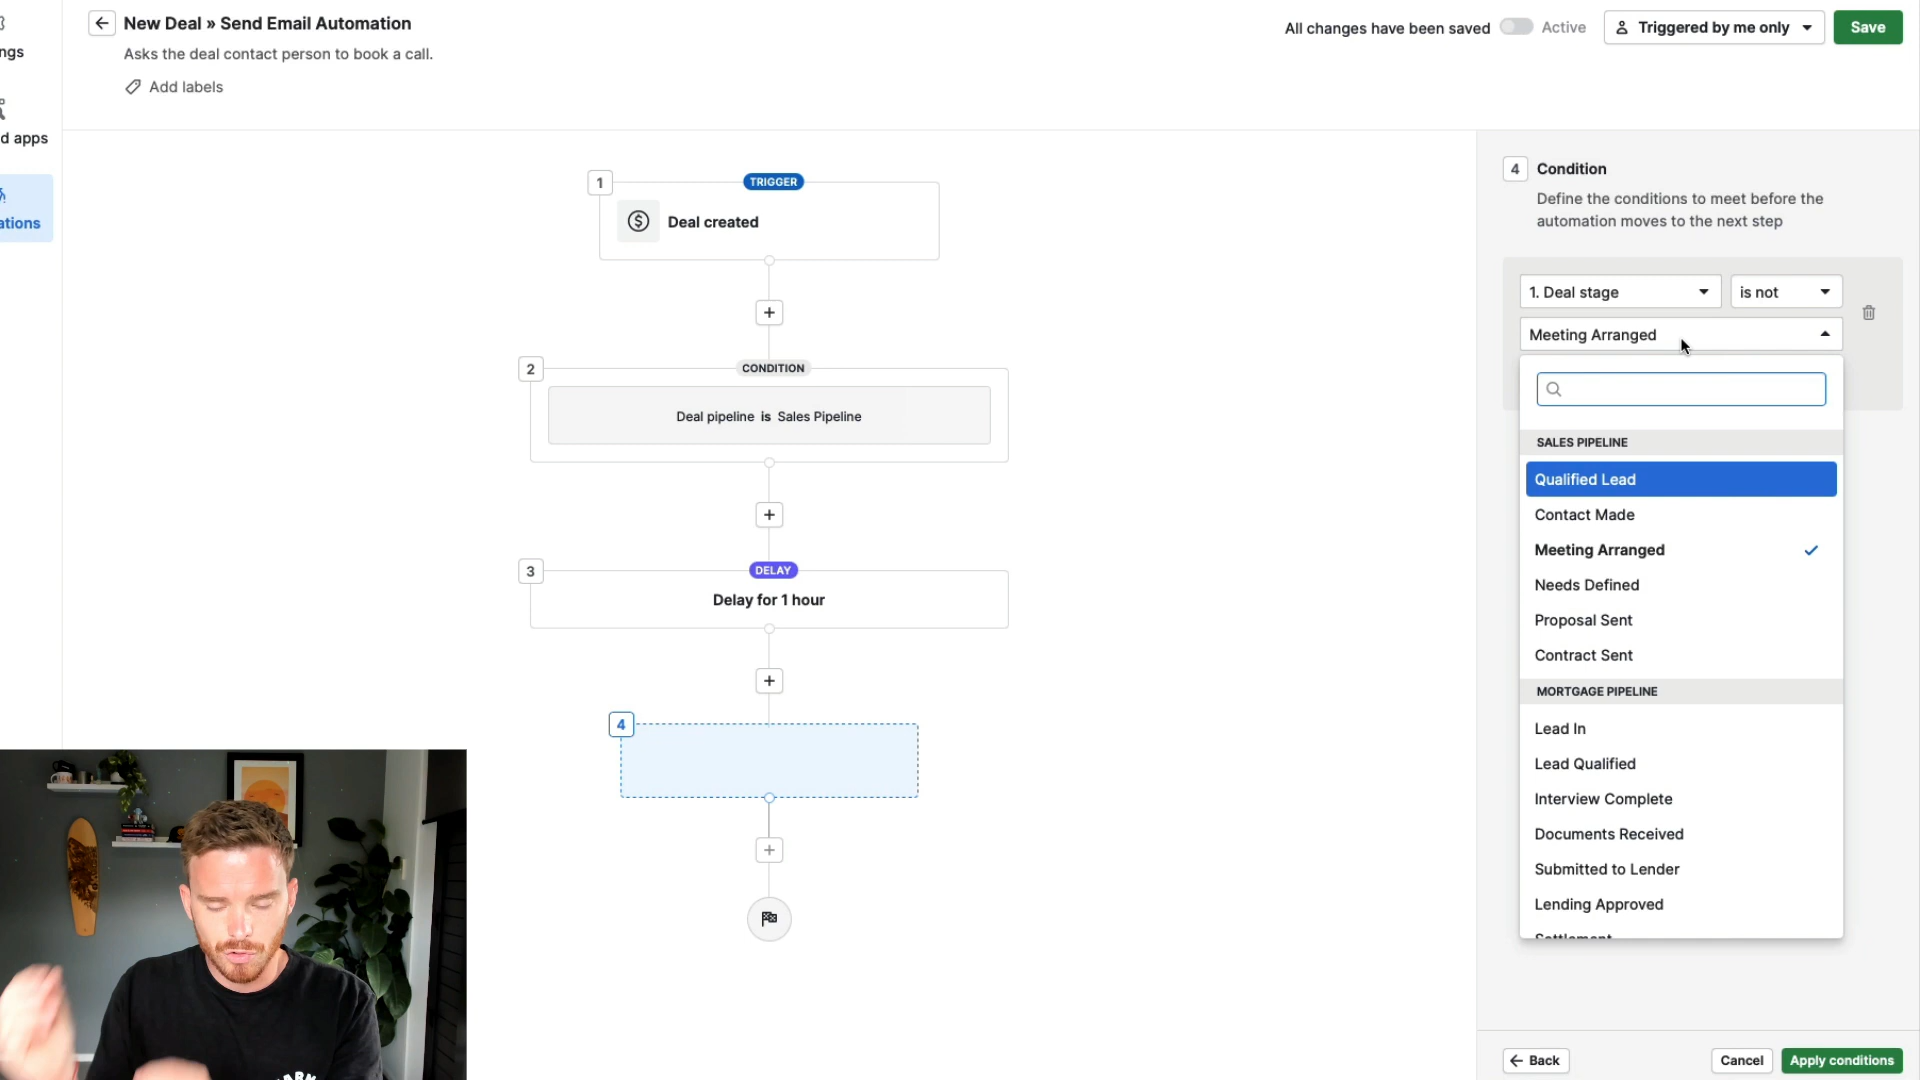 New Deal » Send Email Automation
All changes have been saved
Active
Triggered by me only
Save
Asks the deal contact person to book a call.
Add labels
ngs
d apps
ations
1
TRIGGER
Deal created
2
CONDITION
Deal pipeline is Sales Pipeline
3
DELAY
Delay for 1 hour
4
4 Condition
Define the conditions to meet before the
automation moves to the next step
1. Deal stage
is not
Meeting Arranged
SALES PIPELINE
Qualified Lead
Contact Made
Meeting Arranged
Needs Defined
Proposal Sent
Contract Sent
MORTGAGE PIPELINE
Lead In
Lead Qualified
Interview Complete
Documents Received
Submitted to Lender
Lending Approved
Settlement
Back
Cancel
Apply conditions